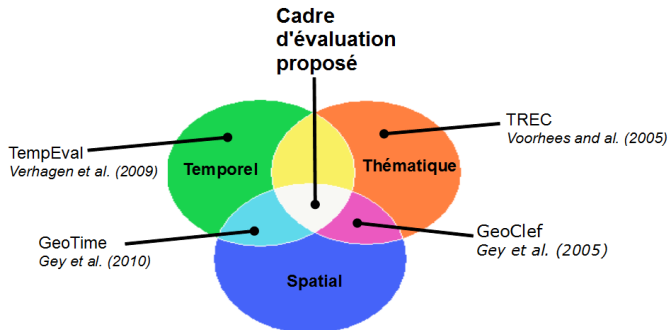 Cadre
d'évaluation
proposé
TempEval
Verhagen et al. (2009)
TREC
Voorhees and al. (2005)
Temporel
Thématique
GeoTime
Gey et al. (2010)
GeoClef
Gey et al. (2005)
Spatial